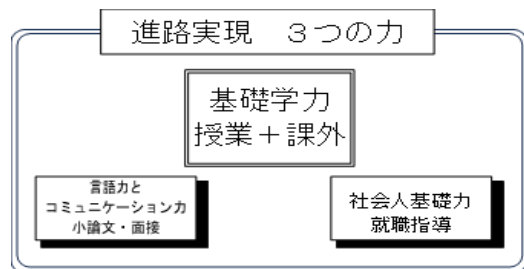 進路実現　３つの力
基礎学力
授業＋課外
言語力と
コミュニケーション力
小論文・面接
社会人基礎力
就職指導